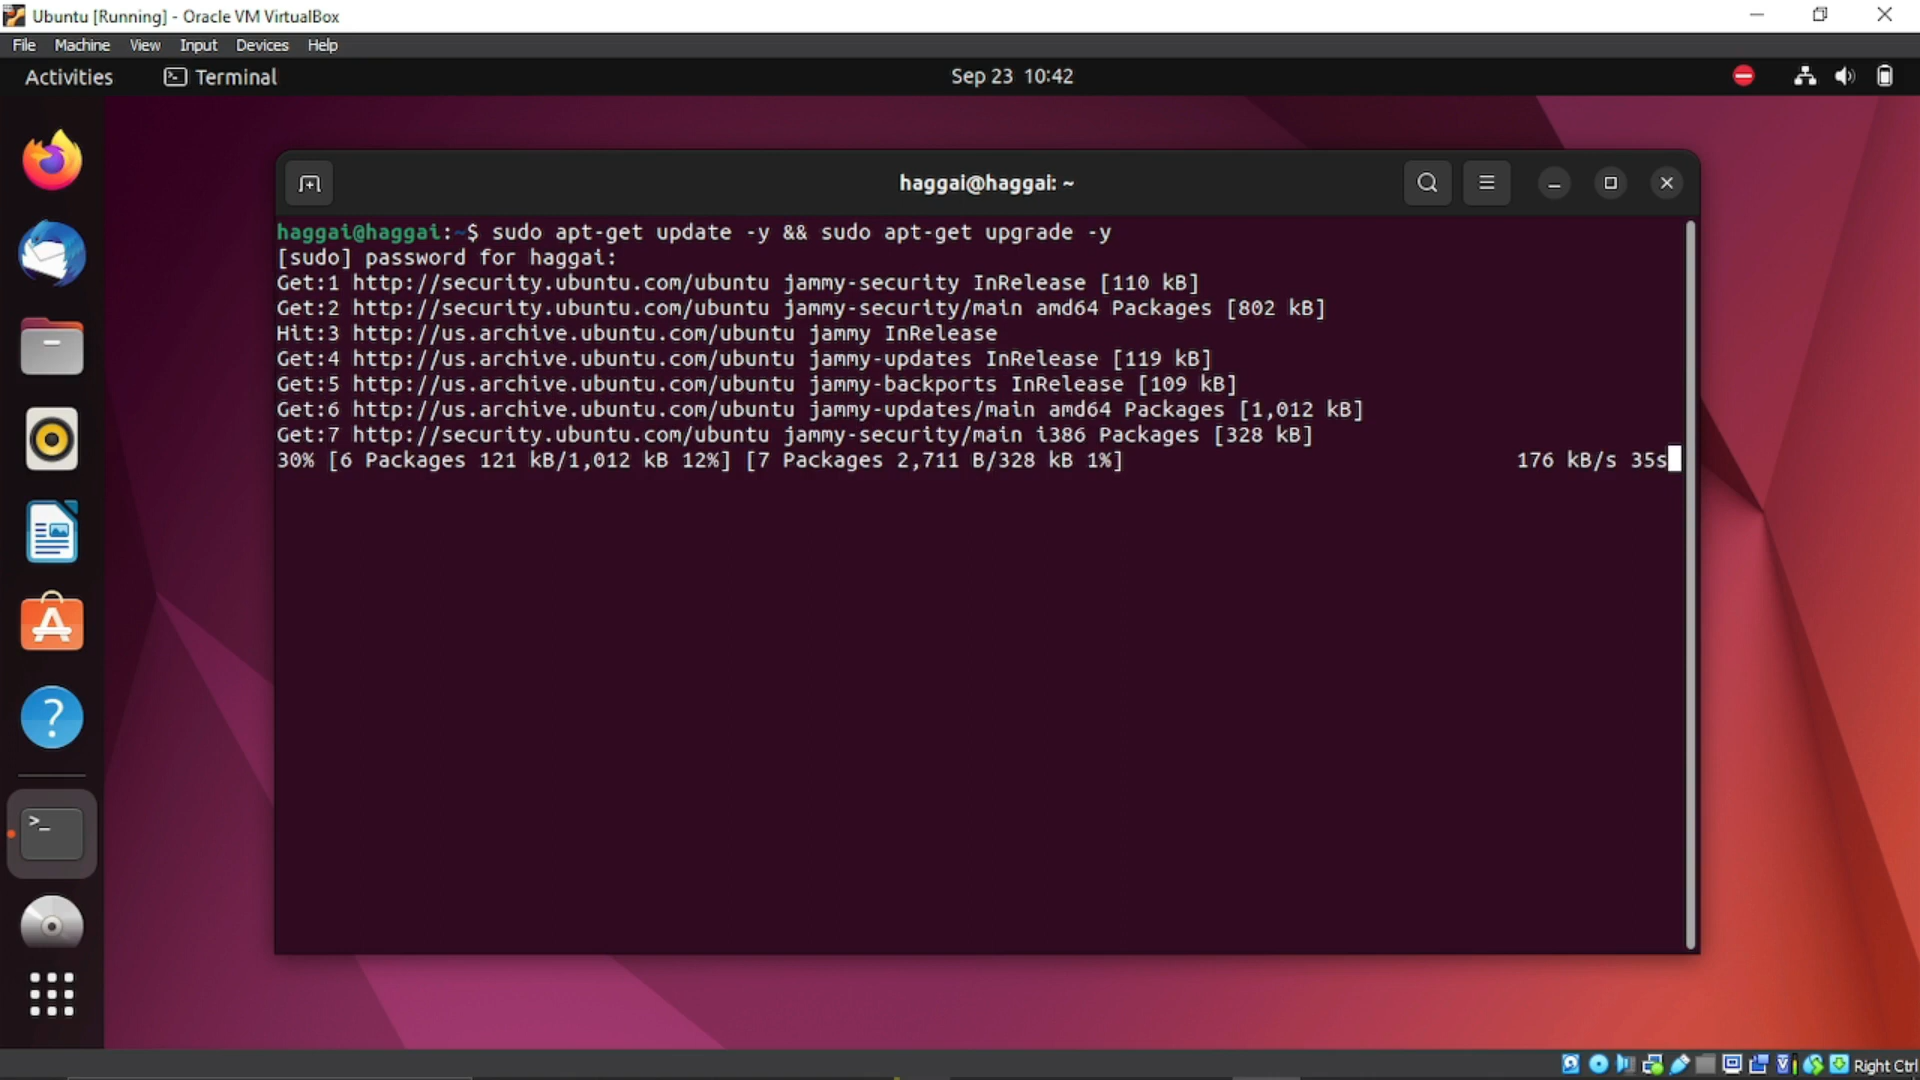 Ubuntu [Running] - Oracle VM VirtualBox
File Machine View Input Devices Help
Activities Terminal Sep 23 10:42
haggai@haggai: ~
haggai@haggai:~$ sudo apt-get update -y && sudo apt-get upgrade -y
[sudo] password for haggai:
Get:1 http://security.ubuntu.com/ubuntu jammy-security InRelease [110 kB]
Get:2 http://security.ubuntu.com/ubuntu jammy-security/main amd64 Packages [802 kB]
Hit:3 http://us.archive.ubuntu.com/ubuntu jammy InRelease
Get:4 http://us.archive.ubuntu.com/ubuntu jammy-updates InRelease [119 kB]
Get:5 http://us.archive.ubuntu.com/ubuntu jammy-backports InRelease [109 kB]
Get:6 http://us.archive.ubuntu.com/ubuntu jammy-updates/main amd64 Packages [1,012 kB]
Get:7 http://security.ubuntu.com/ubuntu jammy-security/main i386 Packages [328 kB]
30% [6 Packages 121 kB/1,012 kB 12%] [7 Packages 2,711 B/328 kB 1%] 176 kB/s 35s
Right Ctrl